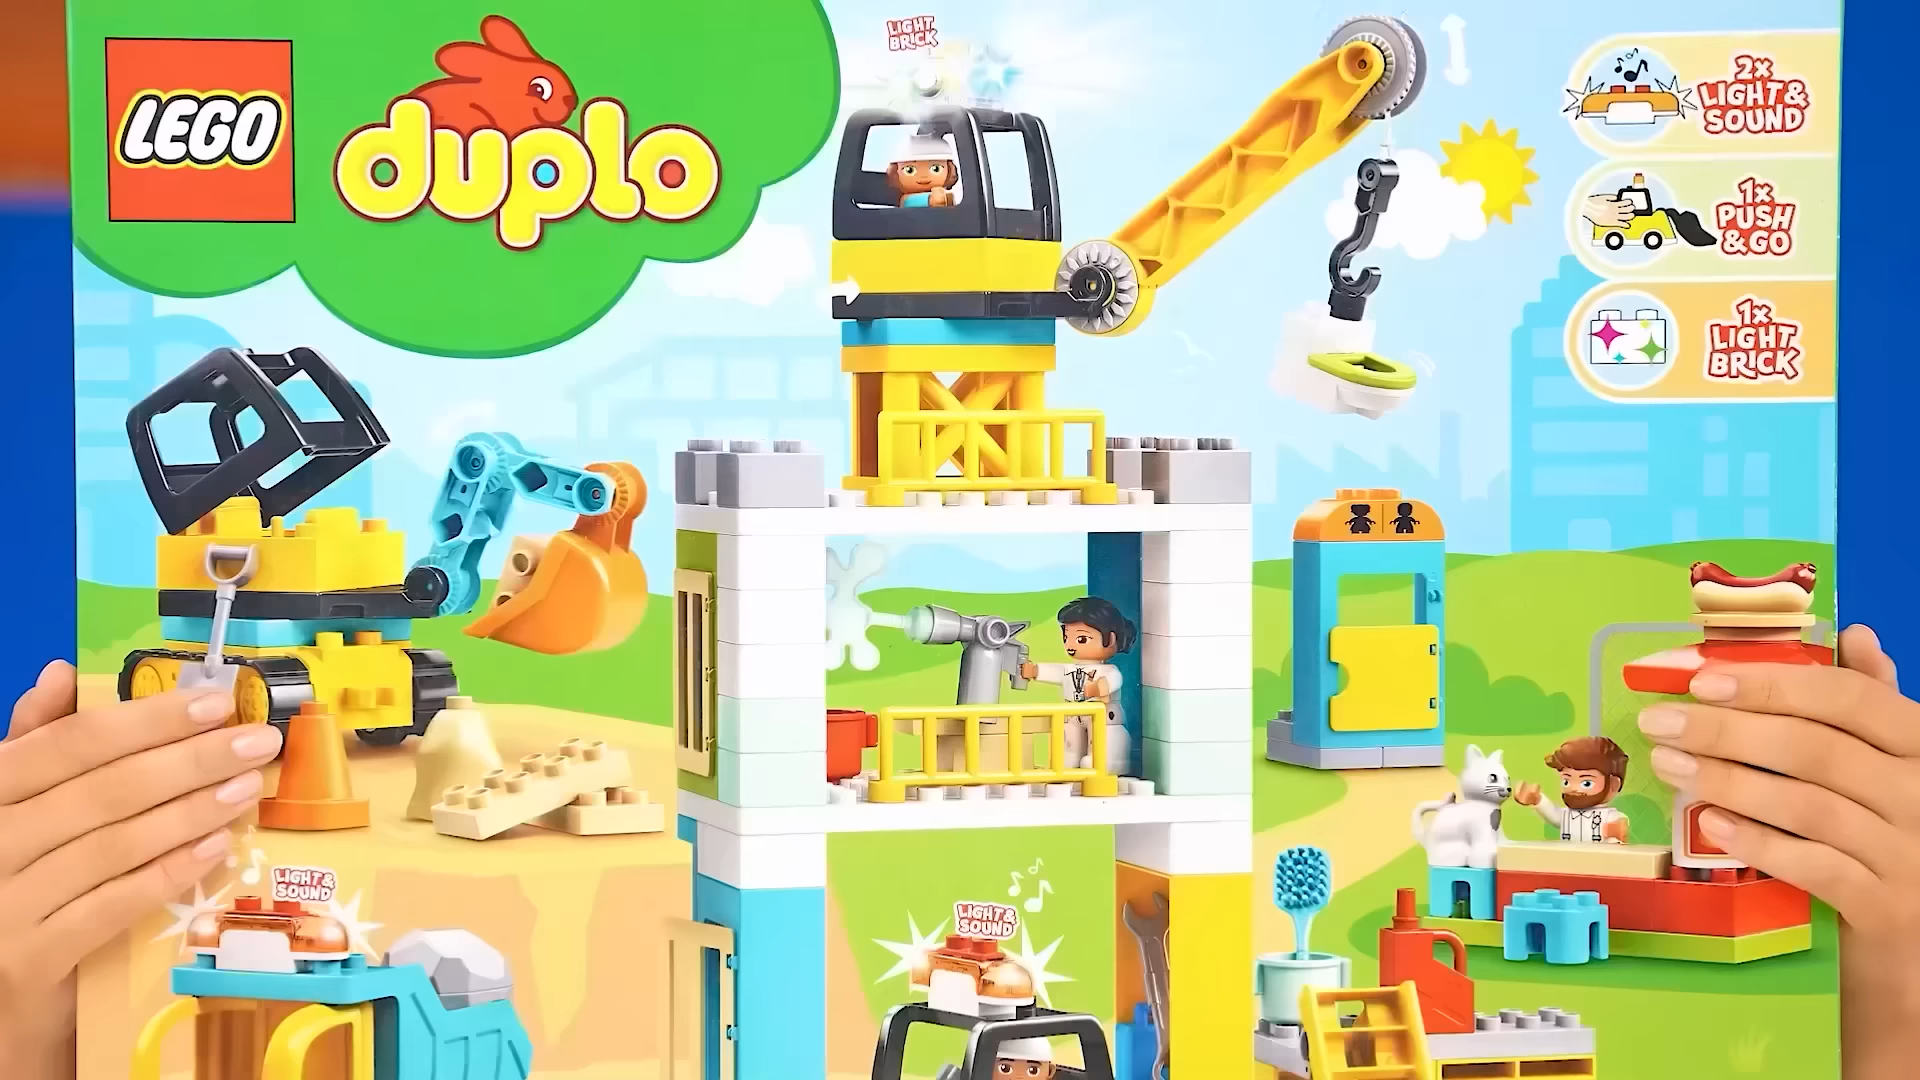 LEGO
duplo
LIGHT
BRICK
2x
LIGHT&
SOUND
1x
PUSH
&GO
1x
LIGHT
BRICK
LIGHT&
SOUND
LIGHT&
SOUND